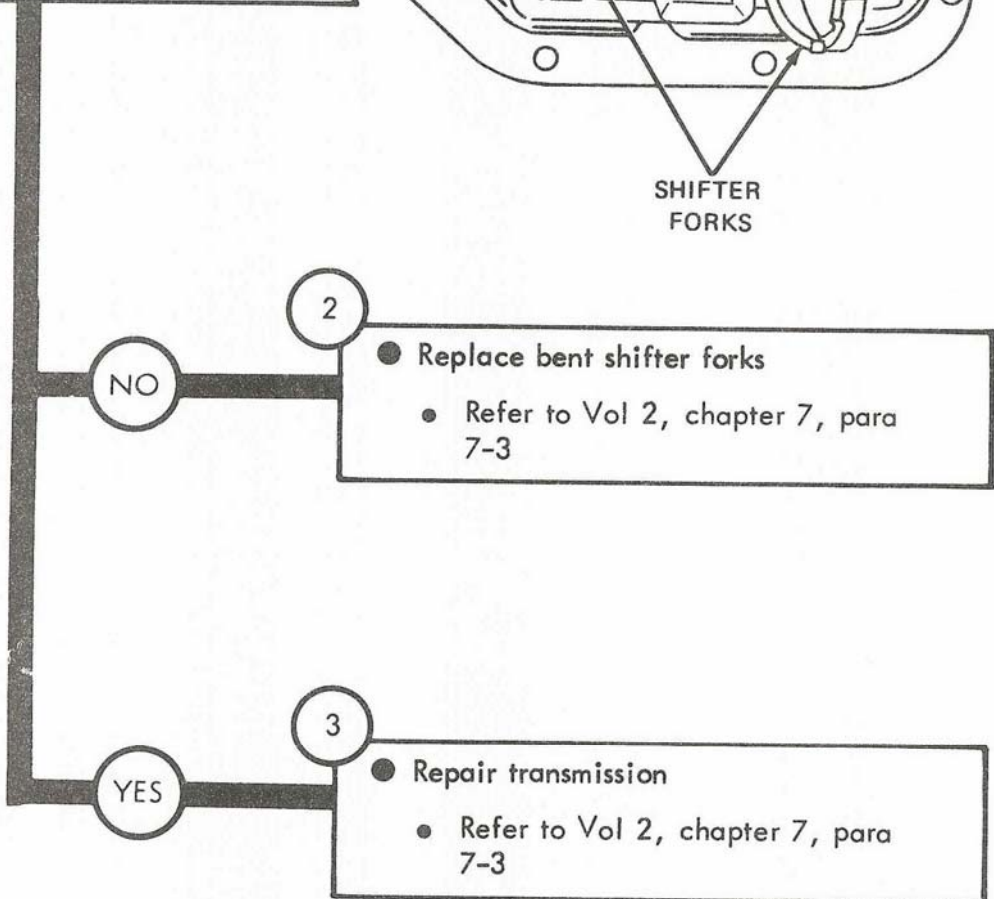 SHIFTER
FORKS
2
● Replace bent shifter forks
NO
● Refer to Vol 2, chapter 7, para
7-3
3
● Repair transmission
YES
● Refer to Vol 2, chapter 7, para
7-3